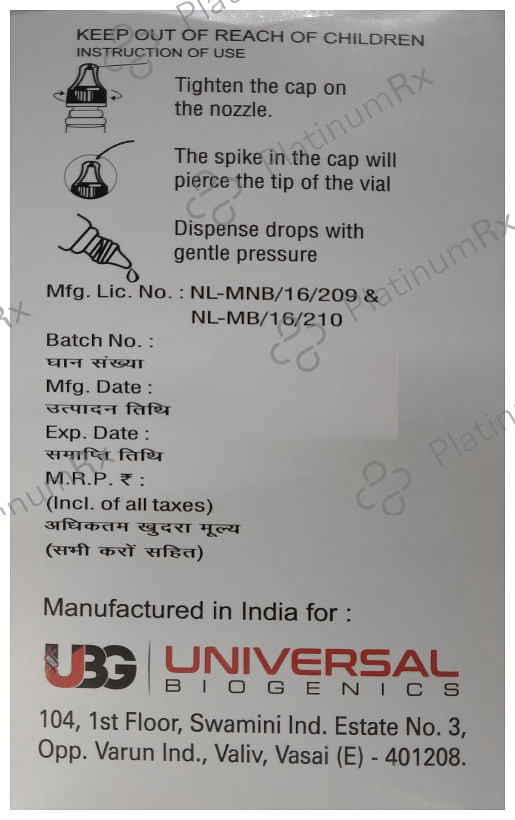 KEEP OUT OF REACH OF CHILDREN
INSTRUCTION OF USE
Tighten the cap on
the nozzle.
The spike in the cap will
pierce the tip of the vial
Dispense drops with
gentle pressure
Mfg. Lic. No. : NL-MNB/16/209 &
NL-MB/16/210
Batch No. :
घान संख्या
Mfg. Date :
उत्पादन तिथि
Exp. Date :
समाप्ति तिथि
M.R.P. ₹ :
(Incl. of all taxes)
अधिकतम खुदरा मूल्य
(सभी करों सहित)
Manufactured in India for :
UBG UNIVERSAL
BIOGENICS
104, 1st Floor, Swamini Ind. Estate No. 3,
Opp. Varun Ind., Valiv, Vasai (E) - 401208.
PlatinumRx
PlatinumRx
PlatinumRx